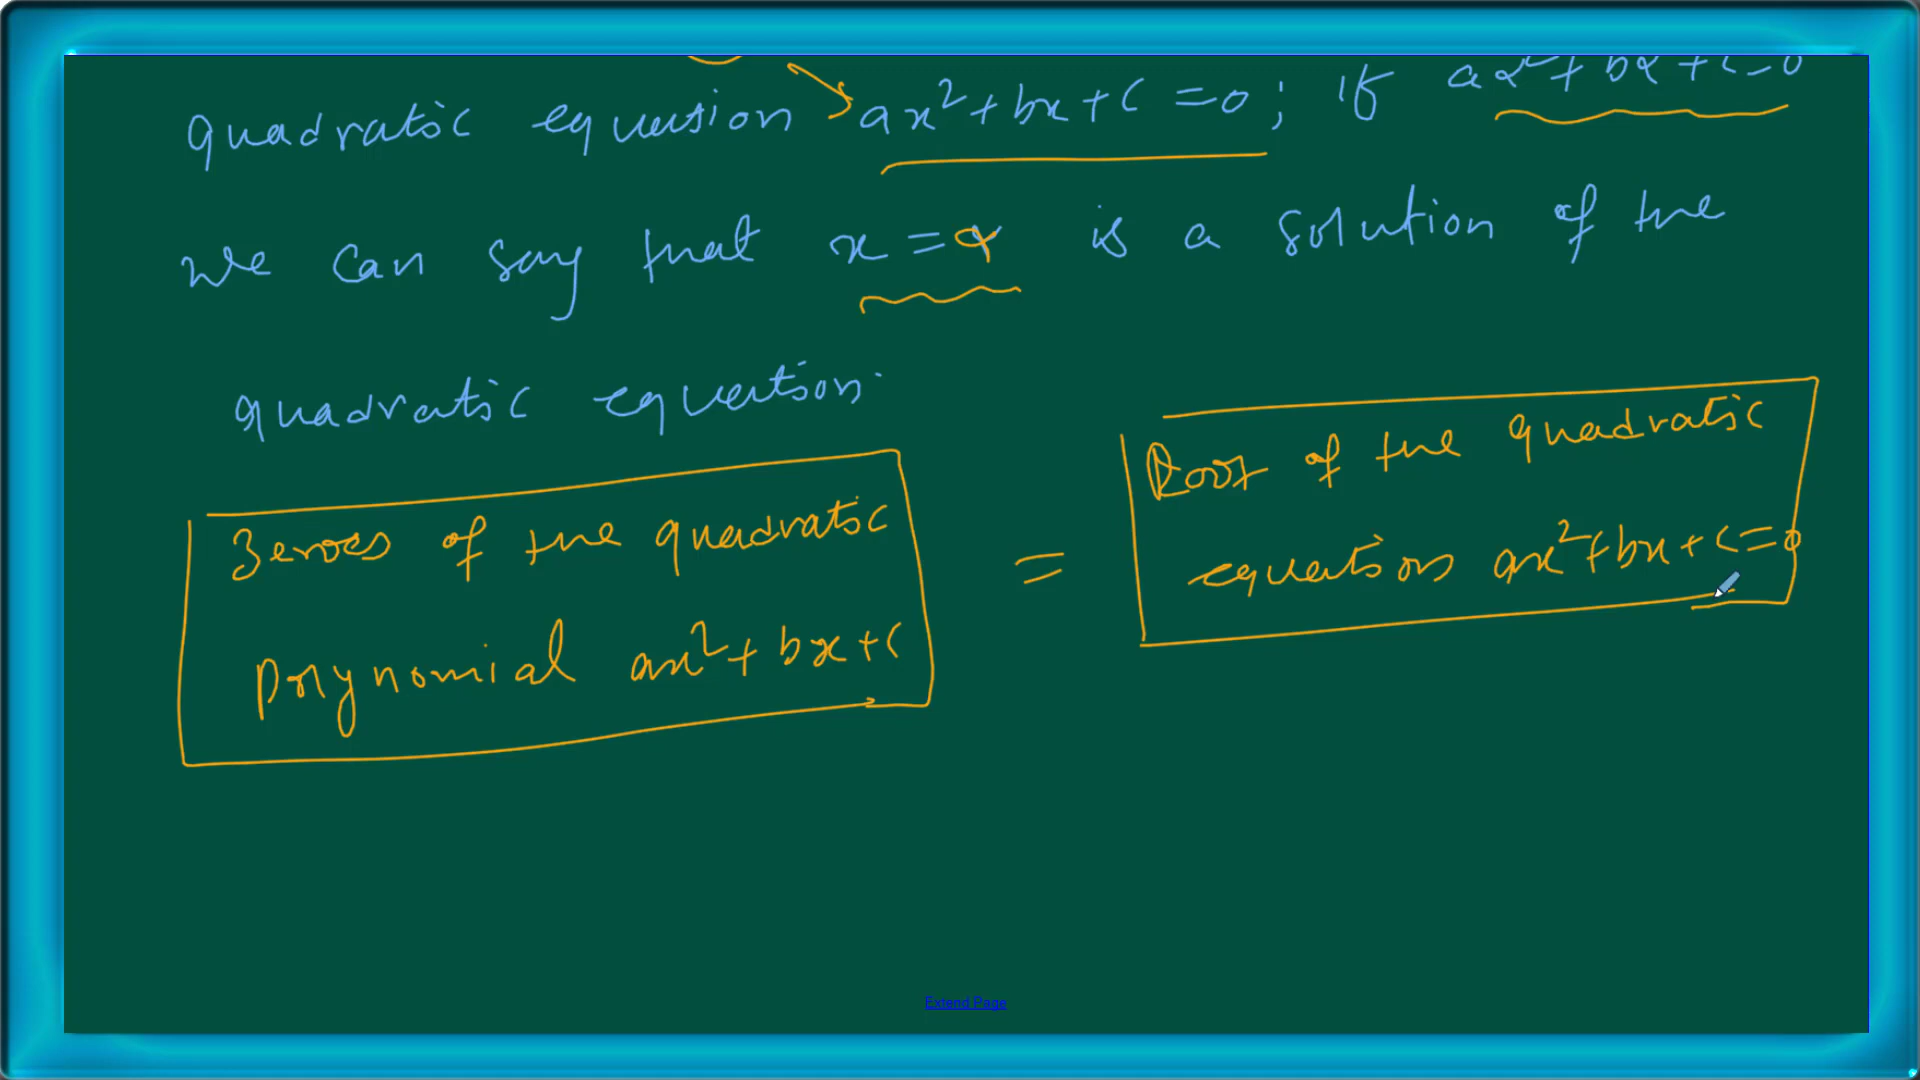 quadratic equation ax²+bx+c=0; if aα²+bα+c=0
we can say that x=α is a solution of the
quadratic equation.
Zeroes of the quadratic
polynomial ax²+bx+c
=
Root of the quadratic
equation ax²+bx+c=0
Extend Page